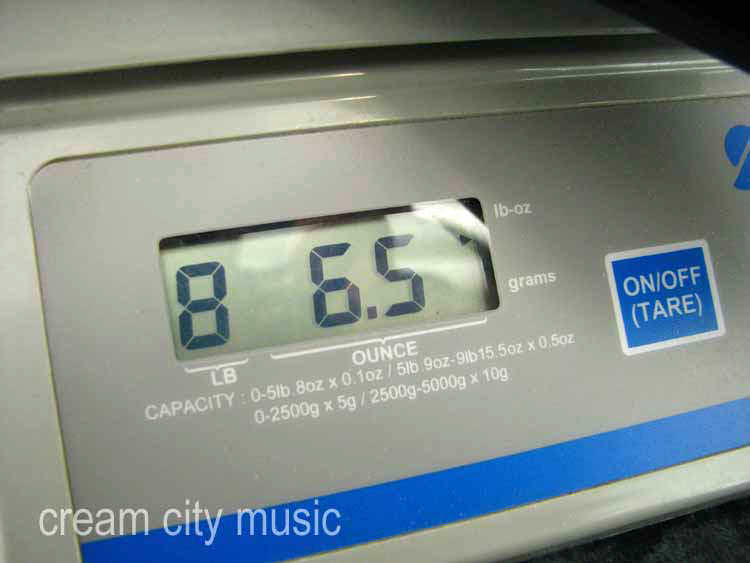 lb-oz
8 6.5
grams
ON/OFF
(TARE)
LB
OUNCE
CAPACITY : 0-5lb.8oz x 0.1oz / 5lb.9oz-9lb15.5oz x 0.5oz
0-2500g x 5g / 2500g-5000g x 10g
cream city music